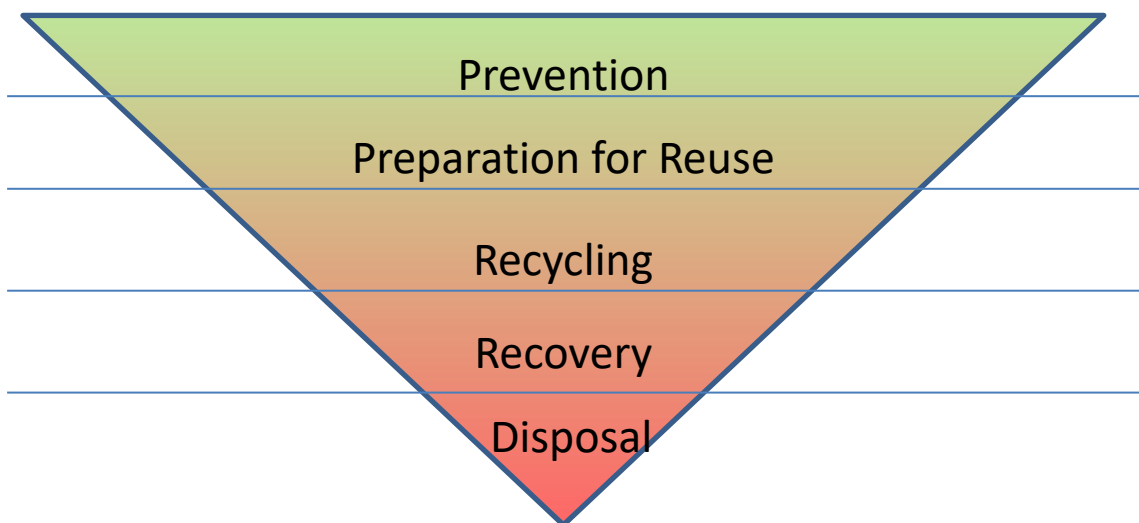 Prevention
Preparation for Reuse
Recycling
Recovery
Disposal